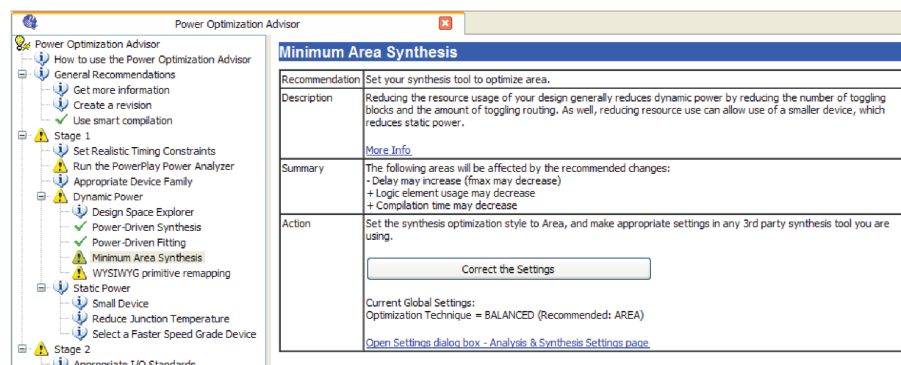 Power Optimization Advisor
Power Optimization Advisor
How to use the Power Optimization Advisor
General Recommendations
Get more information
Create a revision
Use smart compilation
Stage 1
Set Realistic Timing Constraints
Run the PowerPlay Power Analyzer
Appropriate Device Family
Dynamic Power
Design Space Explorer
Power-Driven Synthesis
Power-Driven Fitting
Minimum Area Synthesis
WYSIWYG primitive remapping
Static Power
Small Device
Reduce Junction Temperature
Select a Faster Speed Grade Device
Stage 2
Appropriate I/O Standards
Minimum Area Synthesis
Recommendation Set your synthesis tool to optimize area.
Description Reducing the resource usage of your design generally reduces dynamic power by reducing the number of toggling
blocks and the amount of toggling routing. As well, reducing resource use can allow use of a smaller device, which
reduces static power.
More Info
Summary The following areas will be affected by the recommended changes:
- Delay may increase (fmax may decrease)
+ Logic element usage may decrease
+ Compilation time may decrease
Action Set the synthesis optimization style to Area, and make appropriate settings in any 3rd party synthesis tool you are
using.
Correct the Settings
Current Global Settings:
Optimization Technique = BALANCED (Recommended: AREA)
Open Settings dialog box - Analysis & Synthesis Settings page